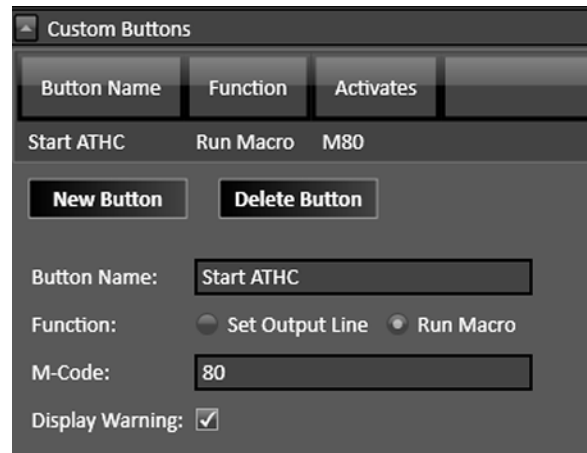 Custom Buttons
Button Name Function Activates
Start ATHC Run Macro M80
New Button Delete Button
Button Name: Start ATHC
Function: Set Output Line Run Macro
M-Code: 80
Display Warning: